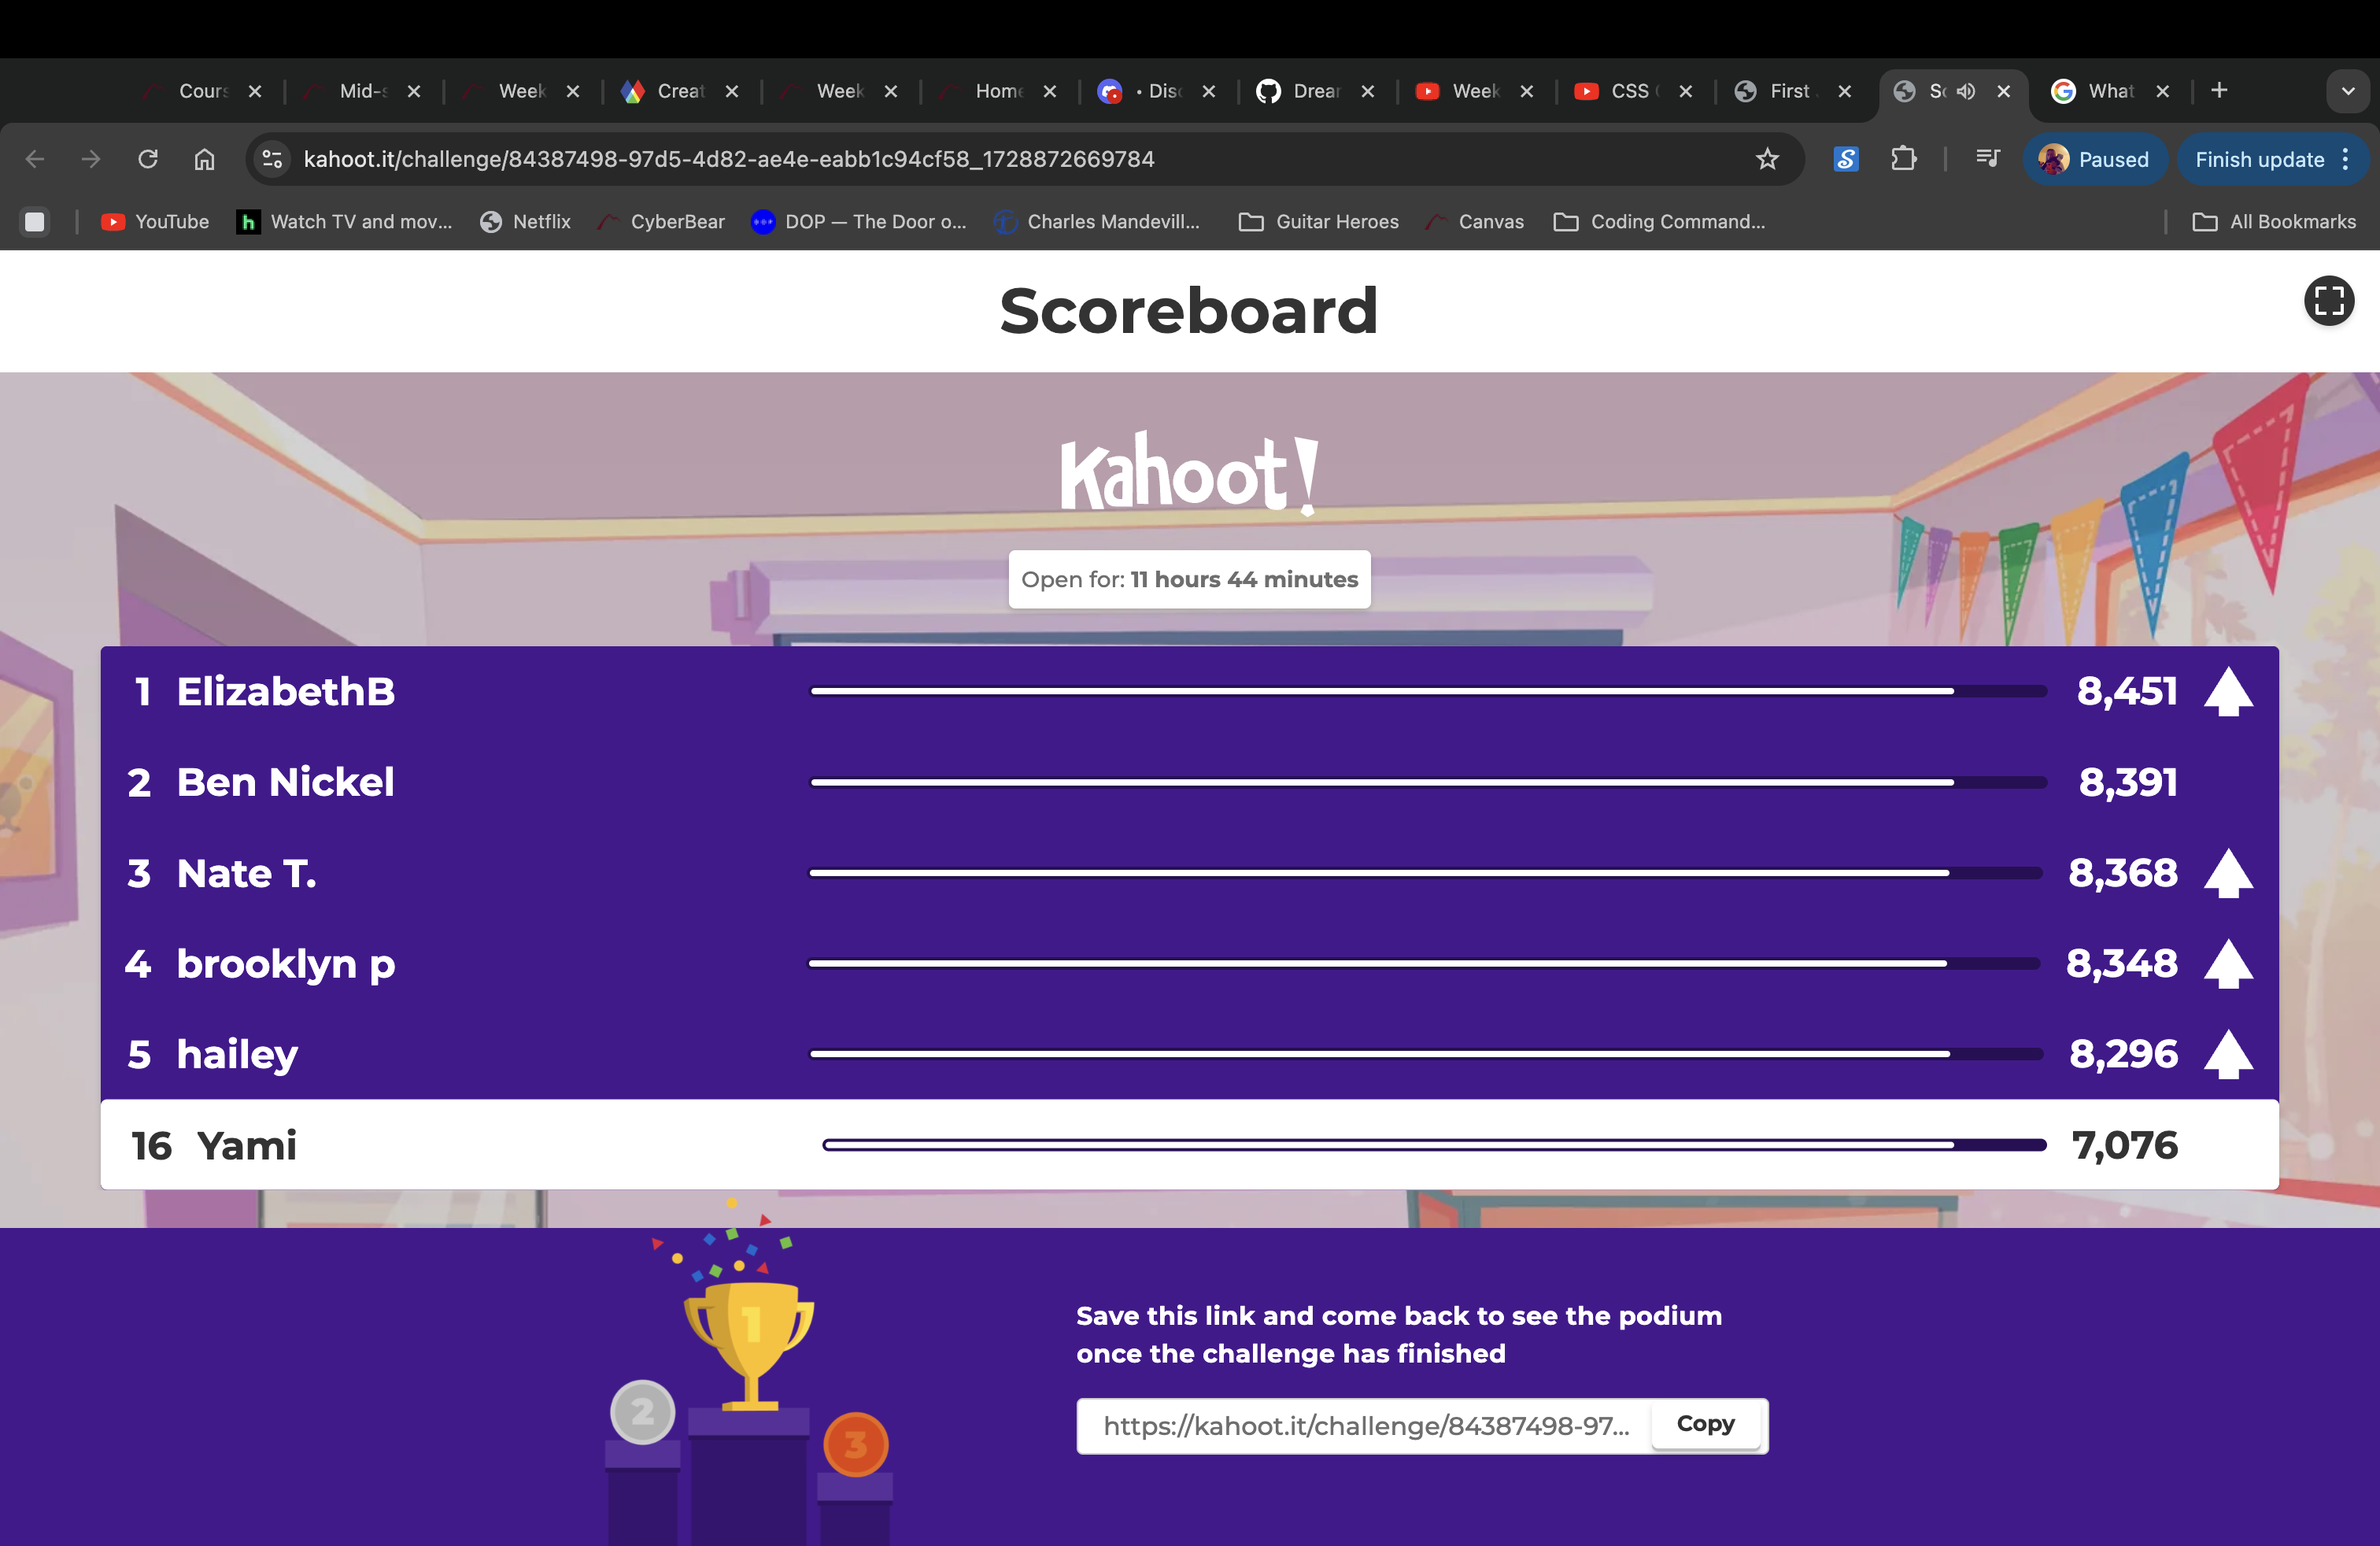 Cours Mid-s Week Creat Week Home • Disc Drear Week CSS First Sc What
kahoot.it/challenge/84387498-97d5-4d82-ae4e-eabb1c94cf58_1728872669784 Paused Finish update
YouTube Watch TV and mov... Netflix CyberBear DOP — The Door o... Charles Mandevill... Guitar Heroes Canvas Coding Command... All Bookmarks
Scoreboard
Kahoot!
Open for: 11 hours 44 minutes
1 ElizabethB 8,451
2 Ben Nickel 8,391
3 Nate T. 8,368
4 brooklyn p 8,348
5 hailey 8,296
16 Yami 7,076
1
2
3
Save this link and come back to see the podium
once the challenge has finished
https://kahoot.it/challenge/84387498-97... Copy